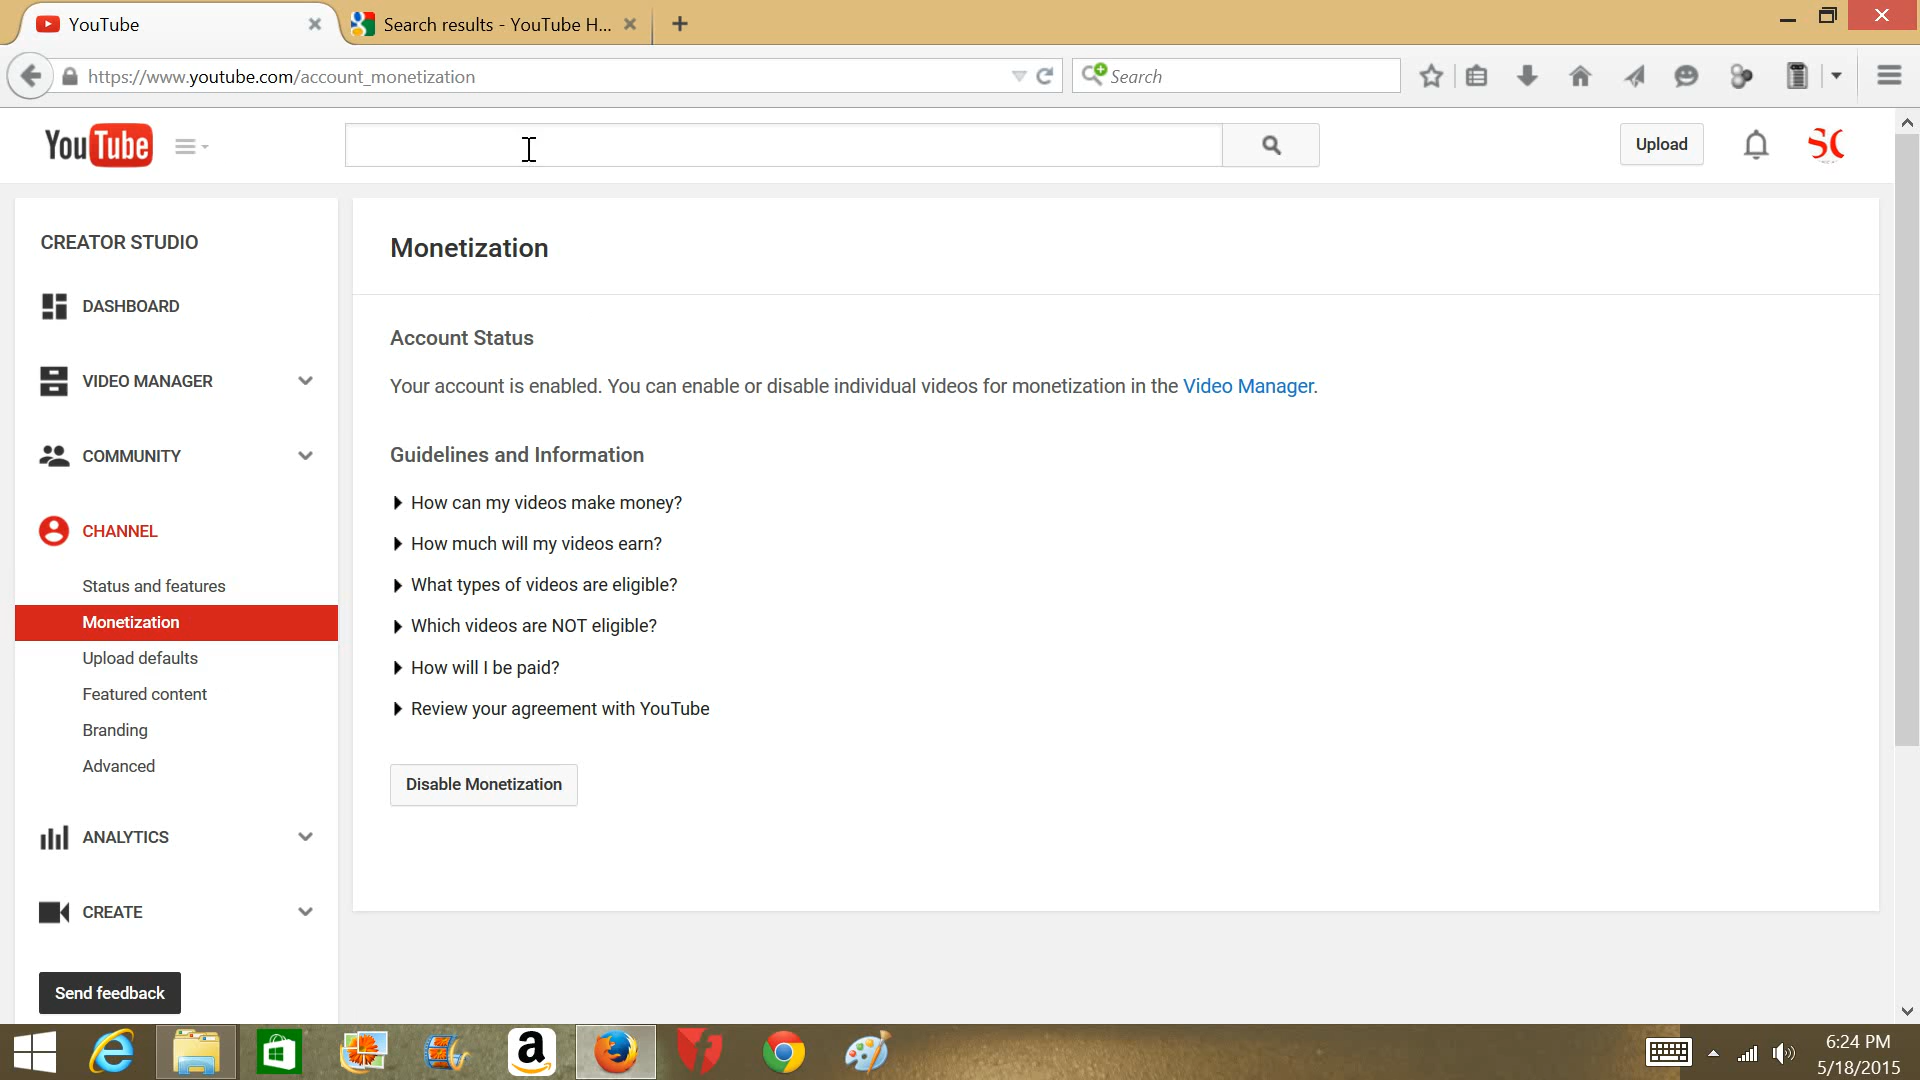 YouTube
Search results - YouTube H...
https://www.youtube.com/account_monetization
Search
YouTube
Upload
SC
CREATOR STUDIO
DASHBOARD
VIDEO MANAGER
COMMUNITY
CHANNEL
Status and features
Monetization
Upload defaults
Featured content
Branding
Advanced
ANALYTICS
CREATE
Send feedback
Monetization
Account Status
Your account is enabled. You can enable or disable individual videos for monetization in the Video Manager.
Guidelines and Information
How can my videos make money?
How much will my videos earn?
What types of videos are eligible?
Which videos are NOT eligible?
How will I be paid?
Review your agreement with YouTube
Disable Monetization
6:24 PM
5/18/2015